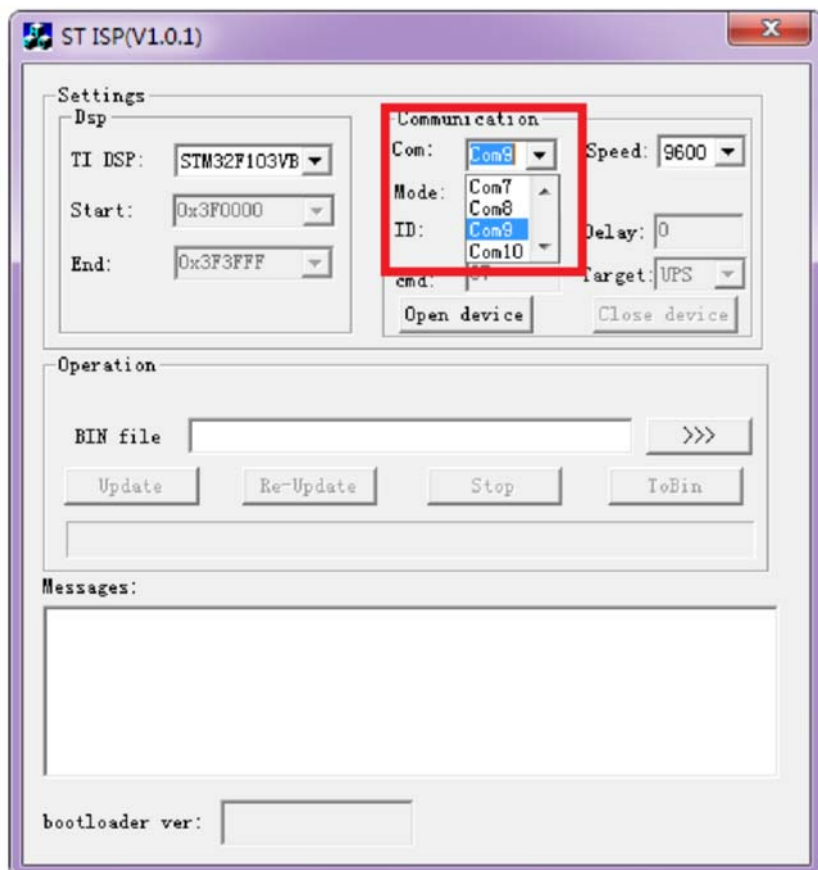 ST ISP(V1.0.1)
Settings
Dsp
TI DSP: STM32F103VB
Start: 0x3F0000
End: 0x3F3FFF
Communication
Com: Com9 Speed: 9600
Mode: Com7
Com8
ID: Com9 Delay: 0
Com10
cmd: Target: UPS
Open device Close device
Operation
BIN file >>>
Update Re-Update Stop ToBin
Messages:
bootloader ver: